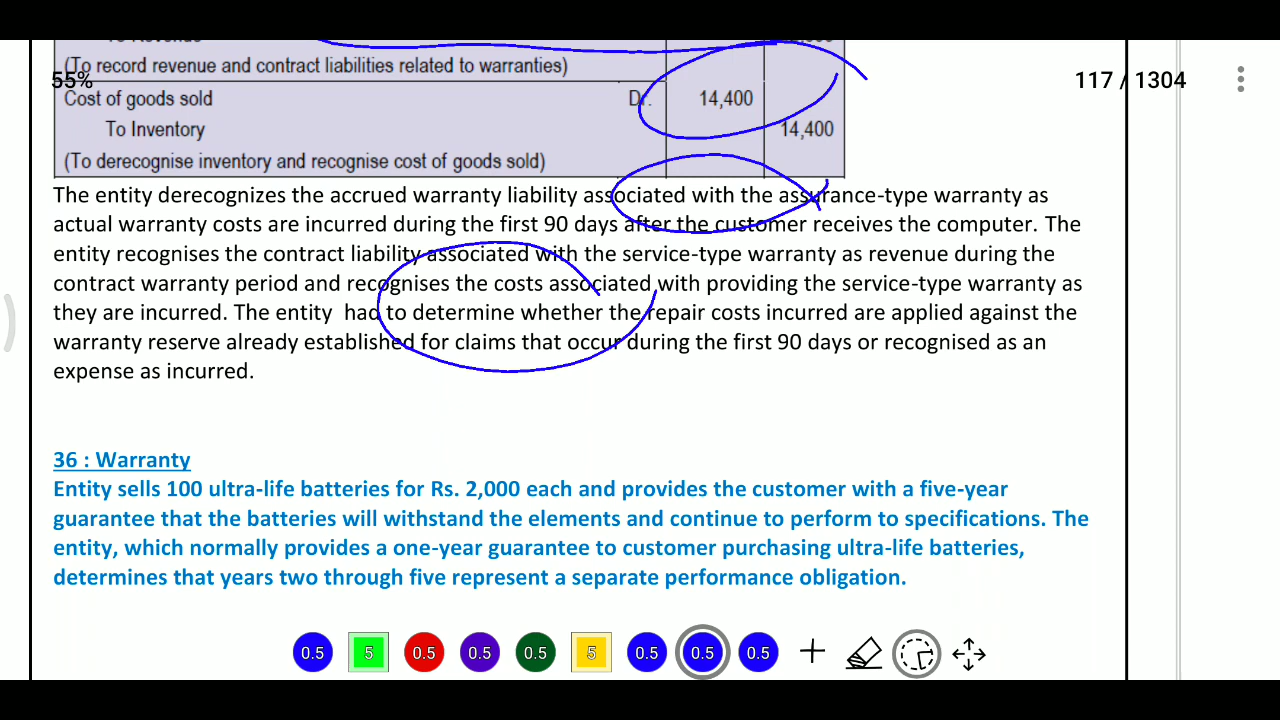 (To record revenue and contract liabilities related to warranties)
55%
117 / 1304
Cost of goods sold Dr. 14,400
To Inventory 14,400
(To derecognise inventory and recognise cost of goods sold)
The entity derecognizes the accrued warranty liability associated with the assurance-type warranty as
actual warranty costs are incurred during the first 90 days after the customer receives the computer. The
entity recognises the contract liability associated with the service-type warranty as revenue during the
contract warranty period and recognises the costs associated with providing the service-type warranty as
they are incurred. The entity had to determine whether the repair costs incurred are applied against the
warranty reserve already established for claims that occur during the first 90 days or recognised as an
expense as incurred.
36 : Warranty
Entity sells 100 ultra-life batteries for Rs. 2,000 each and provides the customer with a five-year
guarantee that the batteries will withstand the elements and continue to perform to specifications. The
entity, which normally provides a one-year guarantee to customer purchasing ultra-life batteries,
determines that years two through five represent a separate performance obligation.
0.5 5 0.5 0.5 0.5 5 0.5 0.5 0.5